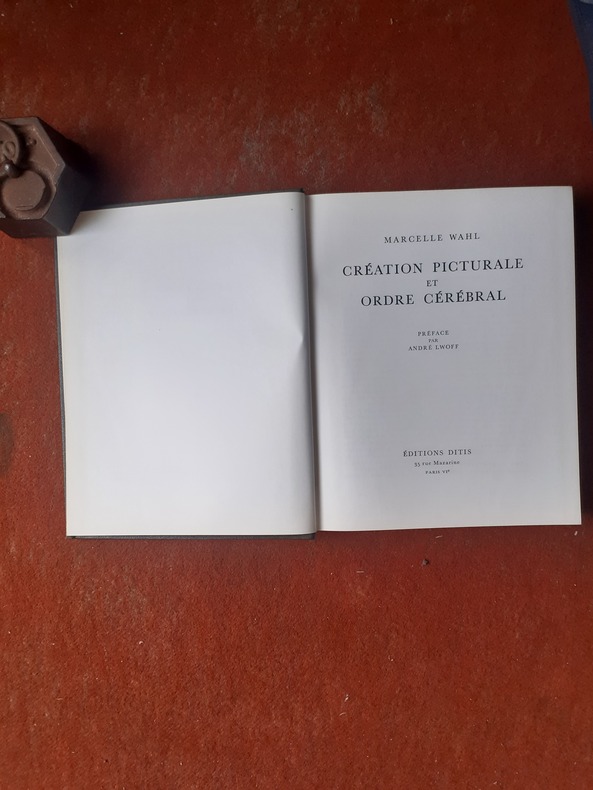 MARCELLE WAHL
CRÉATION PICTURALE
ET
ORDRE CÉRÉBRAL
PRÉFACE
PAR
ANDRÉ LWOFF
ÉDITIONS DITIS
35 rue Mazarine
PARIS VIe